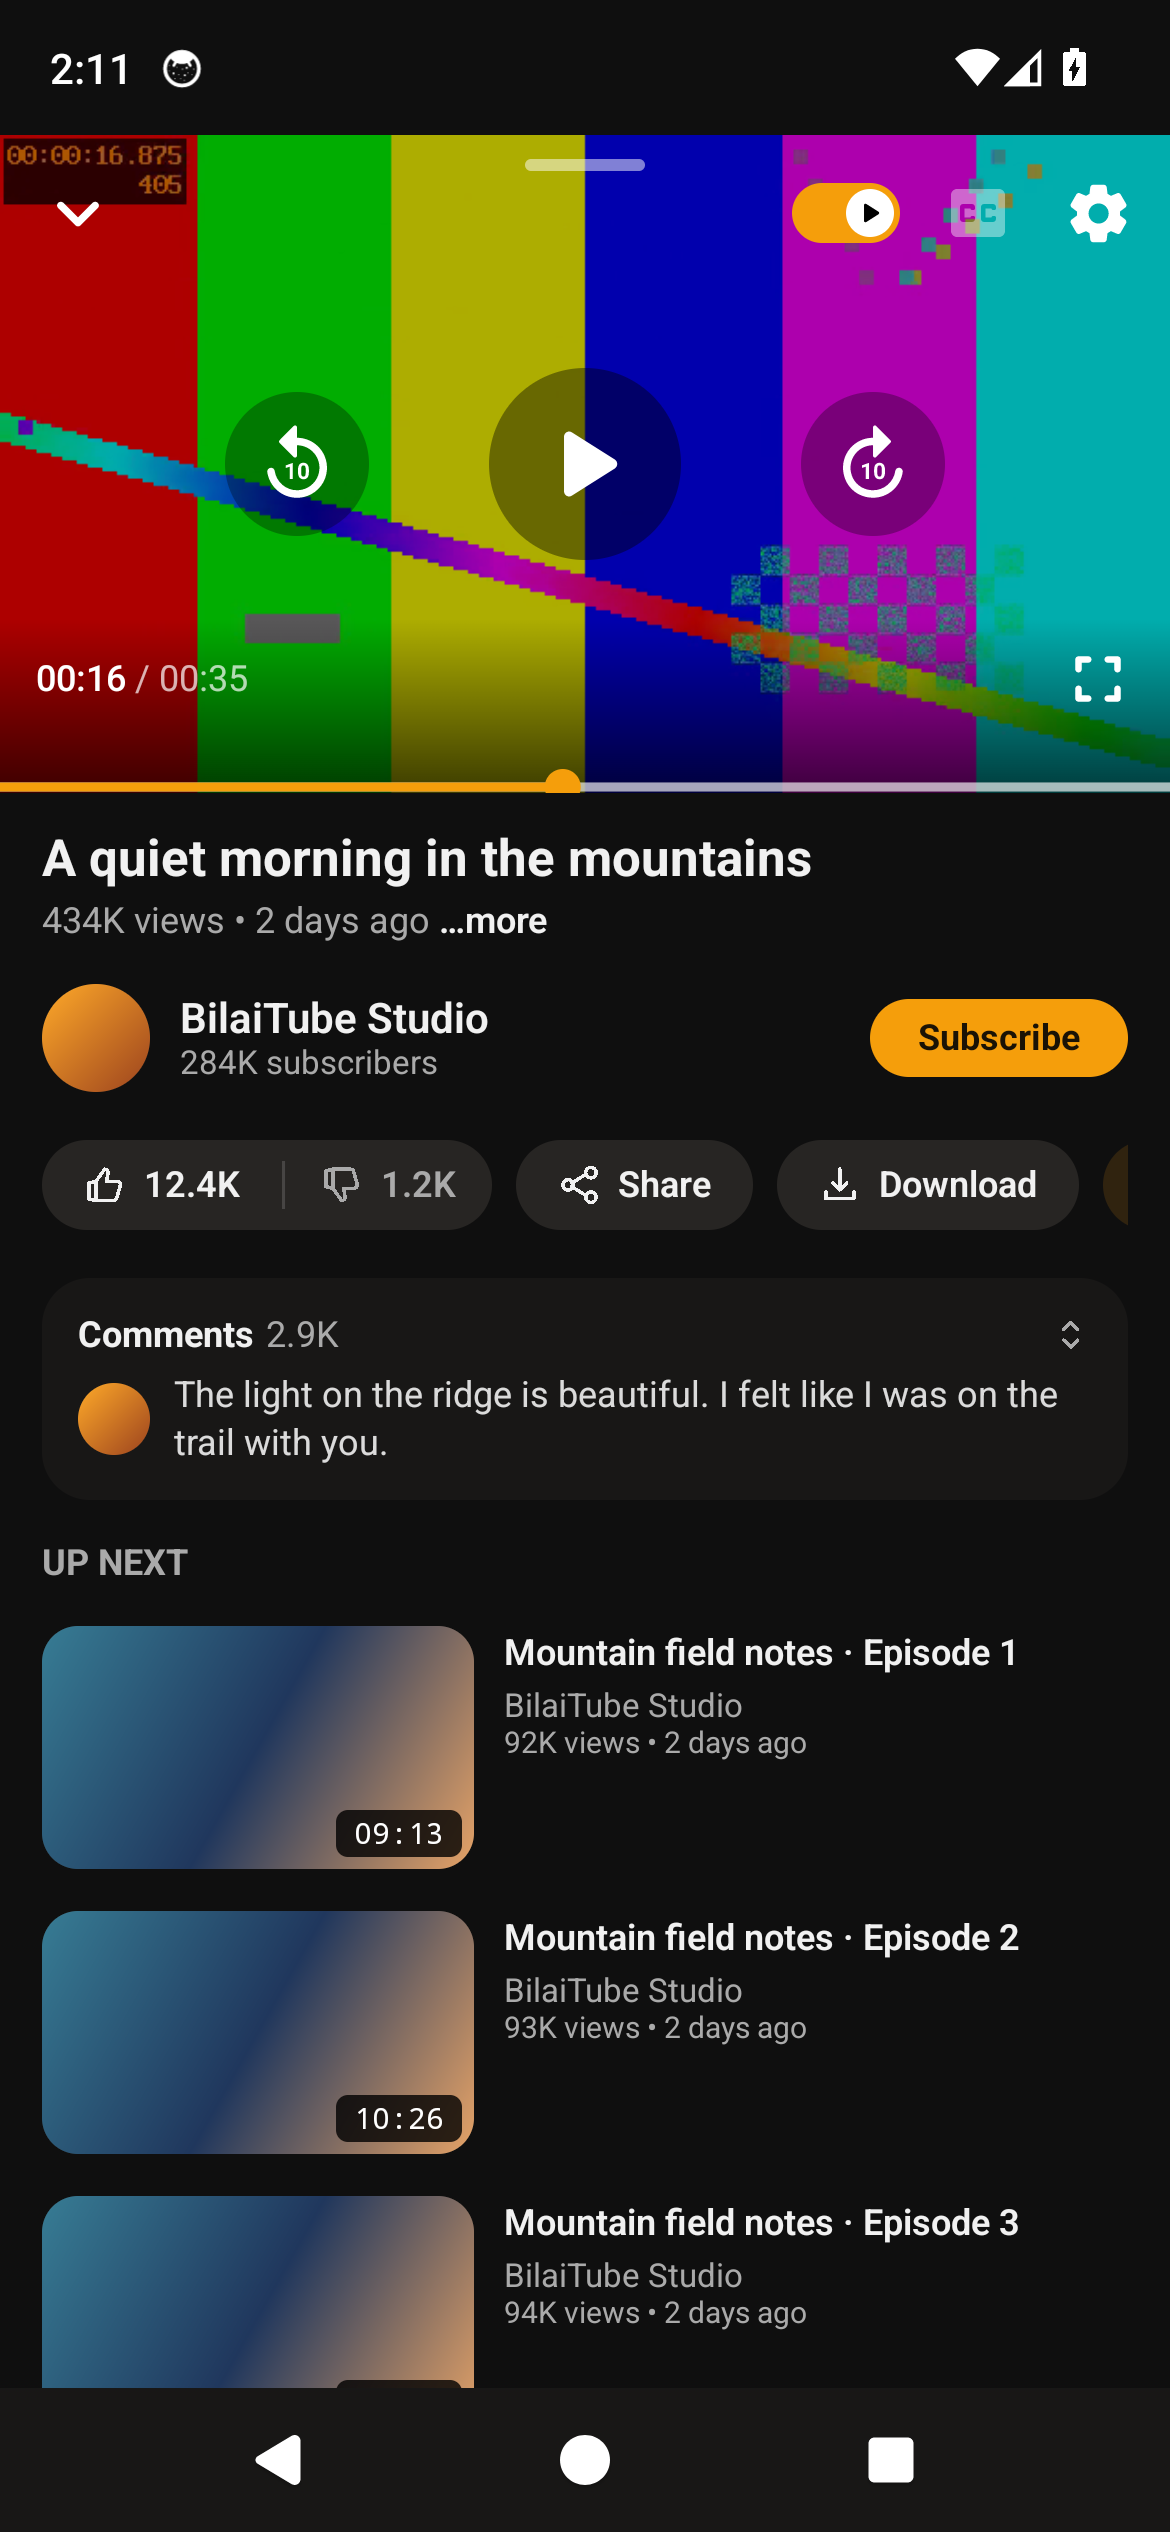 2:11
00:00:16.875
405
CC
10
10
00:16 / 00:35
A quiet morning in the mountains
434K views • 2 days ago ...more
BilaiTube Studio
284K subscribers
Subscribe
12.4K
1.2K
Share
Download
Comments 2.9K
The light on the ridge is beautiful. I felt like I was on the
trail with you.
UP NEXT
Mountain field notes · Episode 1
BilaiTube Studio
92K views • 2 days ago
09:13
Mountain field notes · Episode 2
BilaiTube Studio
93K views • 2 days ago
10:26
Mountain field notes · Episode 3
BilaiTube Studio
94K views • 2 days ago